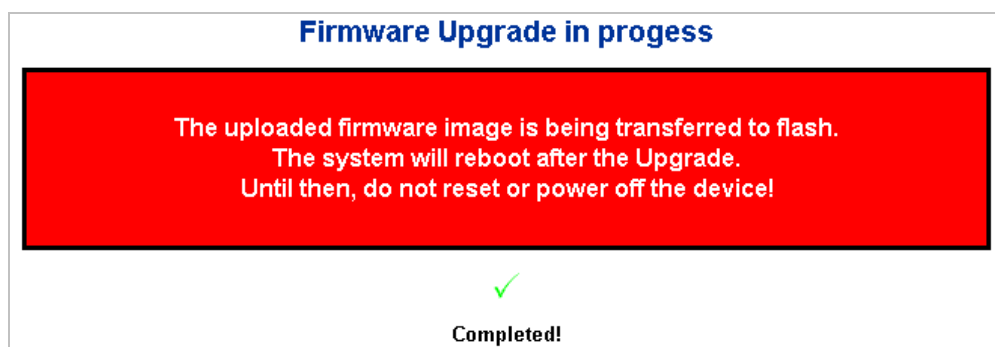 Firmware Upgrade in progess
The uploaded firmware image is being transferred to flash.
The system will reboot after the Upgrade.
Until then, do not reset or power off the device!
Completed!